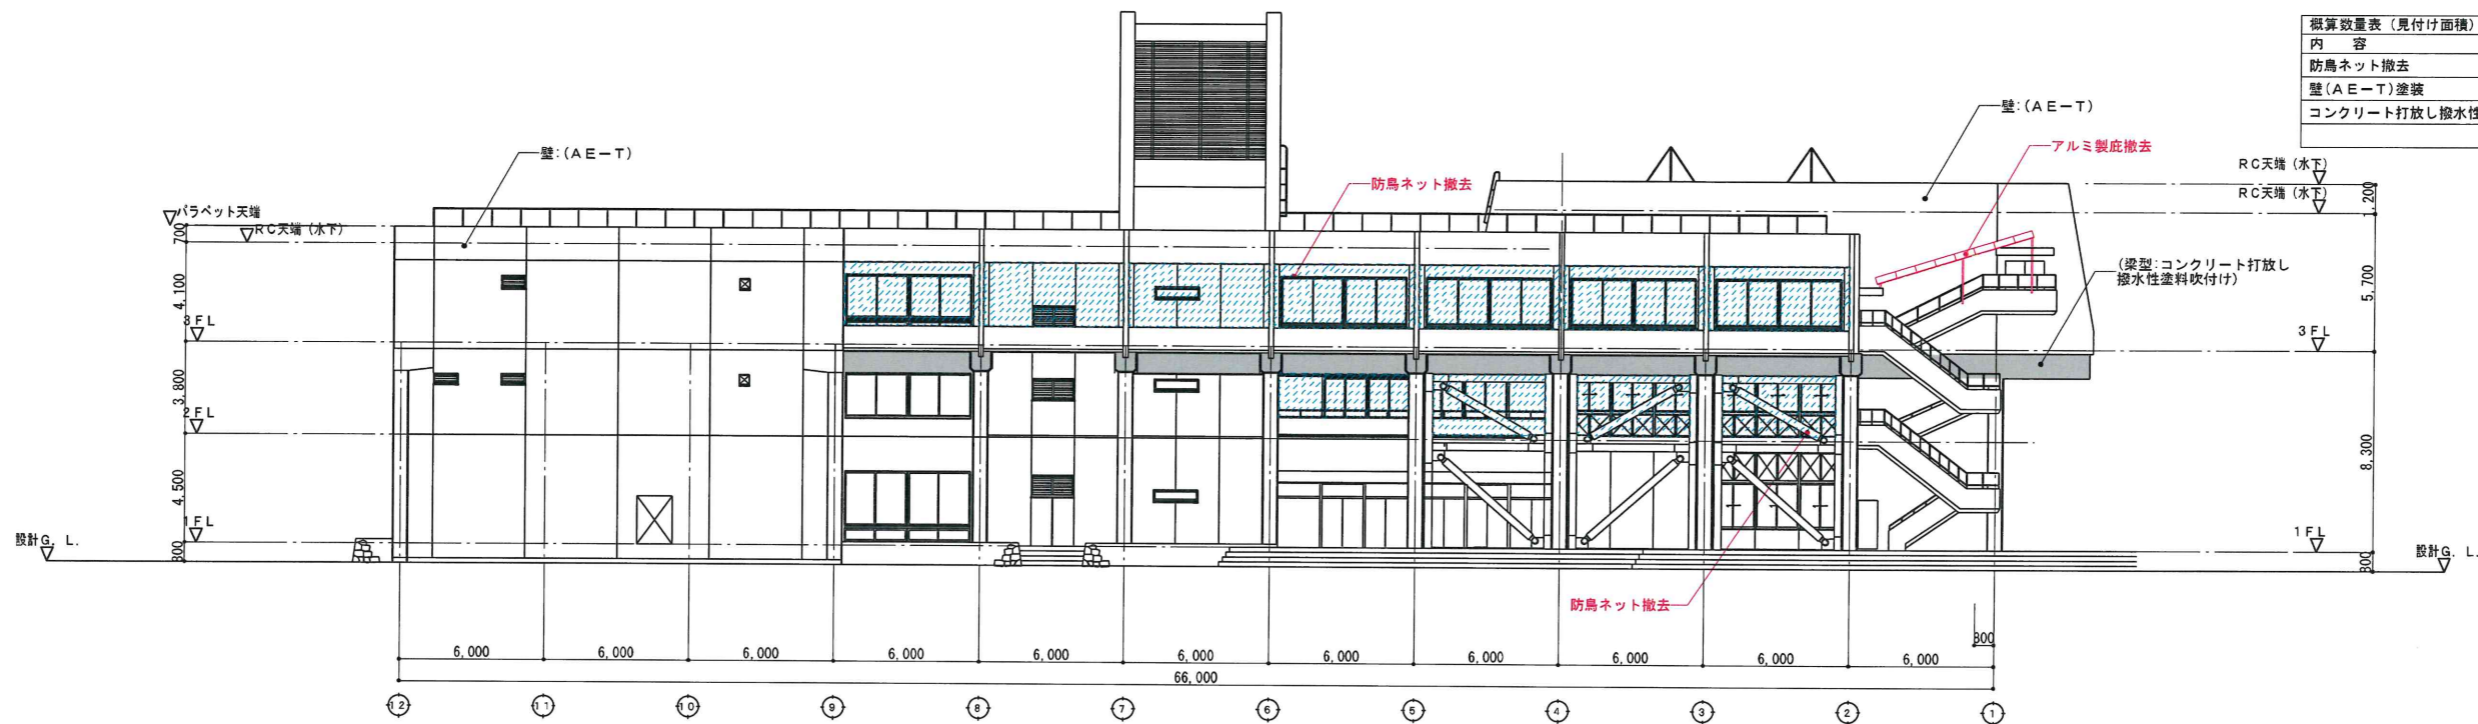 概算数量表（見付け面積）
内　容
防鳥ネット撤去
壁(ＡＥ－Ｔ)塗装
コンクリート打放し撥水性
壁:(ＡＥ－Ｔ)
アルミ製庇撤去
壁:(ＡＥ－Ｔ)
防鳥ネット撤去
RC天端（水下）
RC天端（水下）
1,200
パラペット天端
RC天端（水下）
700
(梁型:コンクリート打放し
撥水性塗料吹付け)
4,100
5,700
3FL
3FL
3,800
2FL
8,300
4,500
1FL
1FL
設計G. L.
設計G. L.
800
800
防鳥ネット撤去
800
6,000
6,000
6,000
6,000
6,000
6,000
6,000
6,000
6,000
6,000
6,000
66,000
12
11
10
9
8
7
6
5
4
3
2
1